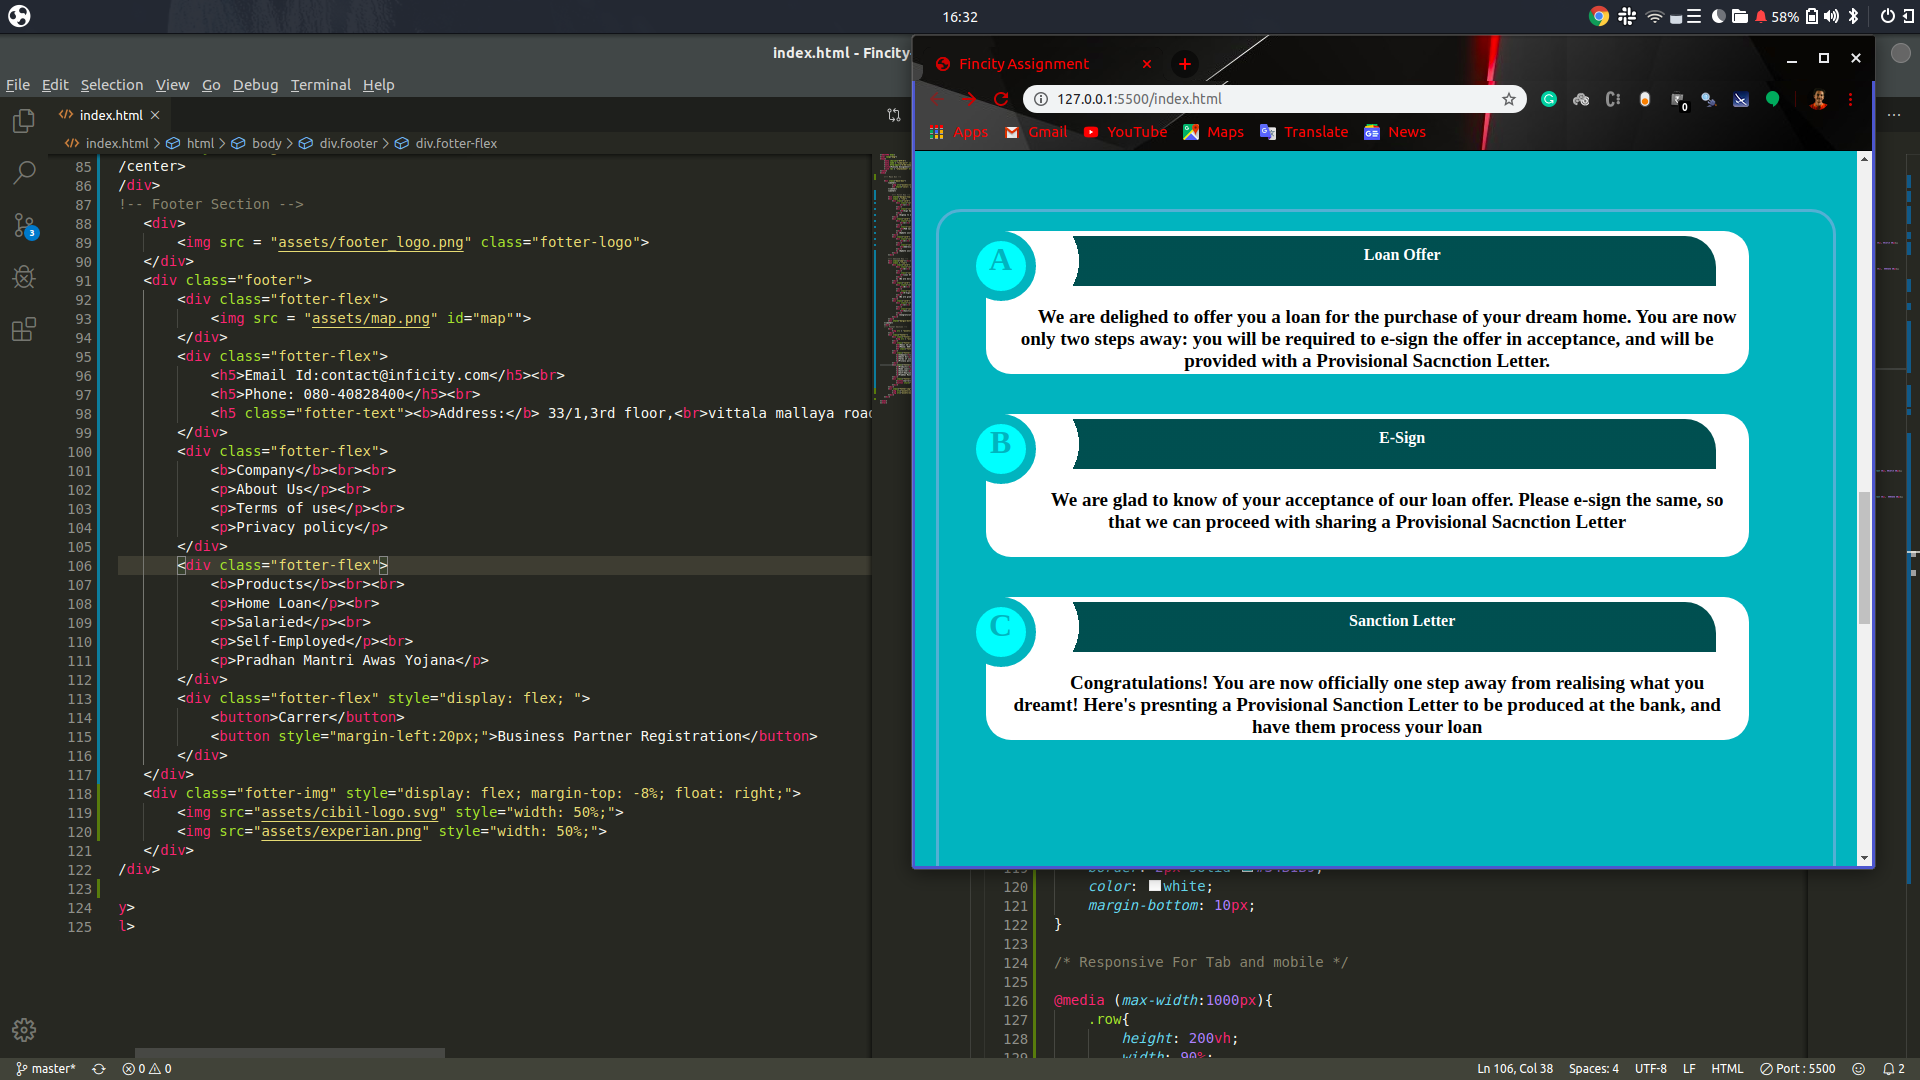 16:32
58%
index.html - Fincity
File Edit Selection View Go Debug Terminal Help
index.html
index.html > html > body > div.footer > div.fotter-flex
85 /center>
86 /div>
87 !-- Footer Section -->
88 <div>
89 <img src = "assets/footer_logo.png" class="fotter-logo">
90 </div>
91 <div class="footer">
92 <div class="fotter-flex">
93 <img src = "assets/map.png" id="map"">
94 </div>
95 <div class="fotter-flex">
96 <h5>Email Id:contact@inficity.com</h5><br>
97 <h5>Phone: 080-40828400</h5><br>
98 <h5 class="fotter-text"><b>Address:</b> 33/1,3rd floor,<br>vittala mallaya roa
99 </div>
100 <div class="fotter-flex">
101 <b>Company</b><br><br>
102 <p>About Us</p><br>
103 <p>Terms of use</p><br>
104 <p>Privacy policy</p>
105 </div>
106 <div class="fotter-flex">
107 <b>Products</b><br><br>
108 <p>Home Loan</p><br>
109 <p>Salaried</p><br>
110 <p>Self-Employed</p><br>
111 <p>Pradhan Mantri Awas Yojana</p>
112 </div>
113 <div class="fotter-flex" style="display: flex; ">
114 <button>Carrer</button>
115 <button style="margin-left:20px;">Business Partner Registration</button>
116 </div>
117 </div>
118 <div class="fotter-img" style="display: flex; margin-top: -8%; float: right;">
119 <img src="assets/cibil-logo.svg" style="width: 50%;">
120 <img src="assets/experian.png" style="width: 50%;">
121 </div>
122 /div>
123
124 y>
125 l>
3
Fincity Assignment
127.0.0.1:5500/index.html
0
Apps Gmail YouTube Maps Translate News
A
Loan Offer
We are delighed to offer you a loan for the purchase of your dream home. You are now
only two steps away: you will be required to e-sign the offer in acceptance, and will be
provided with a Provisional Sacnction Letter.
B
E-Sign
We are glad to know of your acceptance of our loan offer. Please e-sign the same, so
that we can proceed with sharing a Provisional Sacnction Letter
C
Sanction Letter
Congratulations! You are now officially one step away from realising what you
dreamt! Here's presnting a Provisional Sanction Letter to be produced at the bank, and
have them process your loan
120 color: white;
121 margin-bottom: 10px;
122 }
123
124 /* Responsive For Tab and mobile */
125
126 @media (max-width:1000px){
127 .row{
128 height: 200vh;
129 width: 90%;
master* 0 0
Ln 106, Col 38 Spaces: 4 UTF-8 LF HTML Port : 5500 2